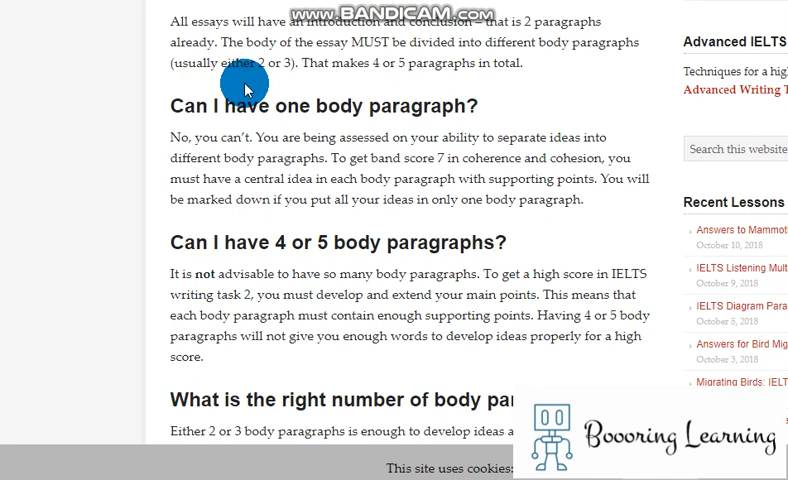 www.BANDICAM.com
All essays will have an introduction and conclusion – that is 2 paragraphs
already. The body of the essay MUST be divided into different body paragraphs
(usually either 2 or 3). That makes 4 or 5 paragraphs in total.
Can I have one body paragraph?
No, you can't. You are being assessed on your ability to separate ideas into
different body paragraphs. To get band score 7 in coherence and cohesion, you
must have a central idea in each body paragraph with supporting points. You will
be marked down if you put all your ideas in only one body paragraph.
Can I have 4 or 5 body paragraphs?
It is not advisable to have so many body paragraphs. To get a high score in IELTS
writing task 2, you must develop and extend your main points. This means that
each body paragraph must contain enough supporting points. Having 4 or 5 body
paragraphs will not give you enough words to develop ideas properly for a high
score.
What is the right number of body
Either 2 or 3 body paragraphs is enough to develop ideas
This site uses cookies:
Advanced IELTS
Techniques for a
Advanced Writing
Search this website
Recent Lessons
Answers to
October 10, 2018
IELTS Listening
October 9, 2018
IELTS Diagram
October 5, 2018
Answers for Bird
October 3, 2018
Migrating Birds:
Boooring Learning